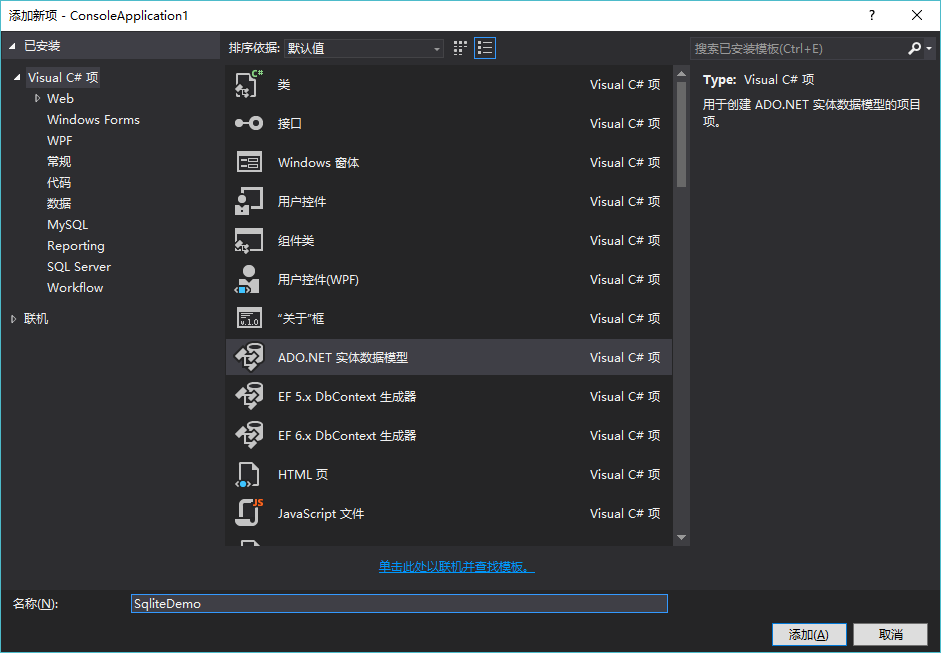 添加新项 - ConsoleApplication1
?
已安装
排序依据: 默认值
搜索已安装模板(Ctrl+E)
Visual C# 项
Web
Windows Forms
WPF
常规
代码
数据
MySQL
Reporting
SQL Server
Workflow
联机
类 Visual C# 项
接口 Visual C# 项
Windows 窗体 Visual C# 项
用户控件 Visual C# 项
组件类 Visual C# 项
用户控件(WPF) Visual C# 项
“关于”框 Visual C# 项
ADO.NET 实体数据模型 Visual C# 项
EF 5.x DbContext 生成器 Visual C# 项
EF 6.x DbContext 生成器 Visual C# 项
HTML 页 Visual C# 项
JavaScript 文件 Visual C# 项
C#
v.1.0
JS
单击此处以联机并查找模板。
Type: Visual C# 项
用于创建 ADO.NET 实体数据模型的项目
项。
名称(N): SqliteDemo
添加(A) 取消